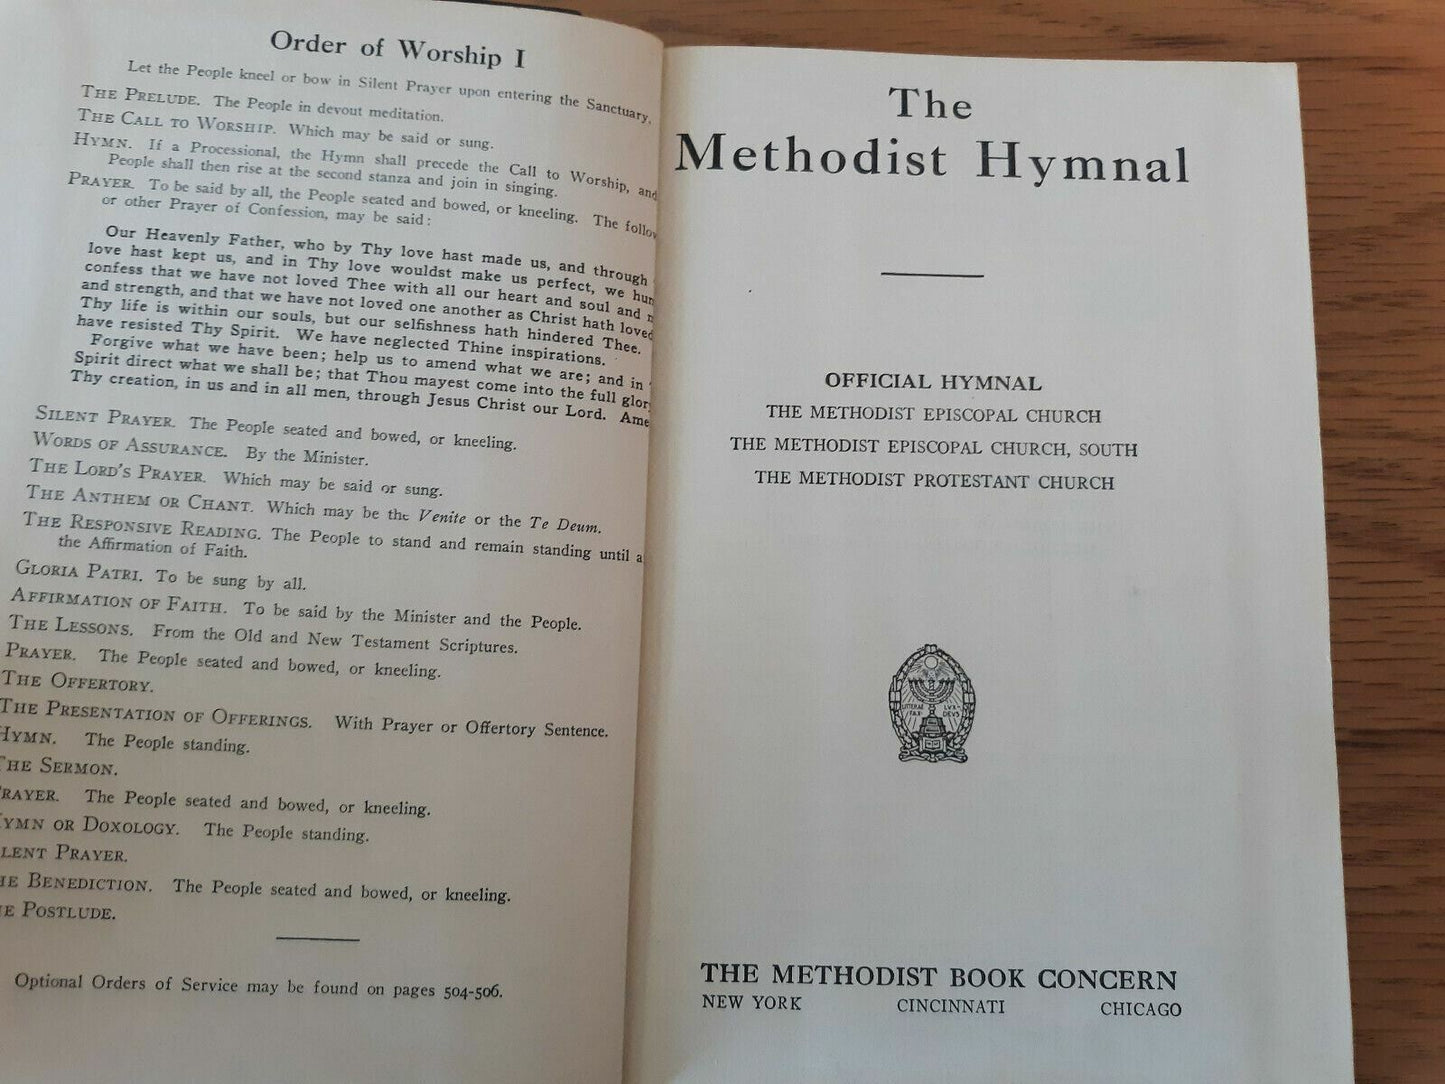 Order of Worship I
Let the People kneel or bow in Silent Prayer upon entering the Sanctuary.
THE PRELUDE. The People in devout meditation.
THE CALL TO WORSHIP. Which may be said or sung.
HYMN. If a Processional, the Hymn shall precede the Call to Worship, and
People shall then rise at the second stanza and join in singing.
PRAYER. To be said by all, the People seated and bowed, or kneeling. The follow
or other Prayer of Confession, may be said:
Our Heavenly Father, who by Thy love hast made us, and through
love hast kept us, and in Thy love wouldst make us perfect, we hum
confess that we have not loved Thee with all our heart and soul and m
and strength, and that we have not loved one another as Christ hath loved
Thy life is within our souls, but our selfishness hath hindered Thee.
have resisted Thy Spirit. We have neglected Thine inspirations.
Forgive what we have been; help us to amend what we are; and in
Spirit direct what we shall be; that Thou mayest come into the full glory
Thy creation, in us and in all men, through Jesus Christ our Lord. Ame
SILENT PRAYER. The People seated and bowed, or kneeling.
WORDS OF ASSURANCE. By the Minister.
THE LORD'S PRAYER. Which may be said or sung.
THE ANTHEM OR CHANT. Which may be the Venite or the Te Deum.
THE RESPONSIVE READING. The People to stand and remain standing until a
the Affirmation of Faith.
GLORIA PATRI. To be sung by all.
AFFIRMATION OF FAITH. To be said by the Minister and the People.
THE LESSONS. From the Old and New Testament Scriptures.
PRAYER. The People seated and bowed, or kneeling.
THE OFFERTORY.
THE PRESENTATION OF OFFERINGS. With Prayer or Offertory Sentence.
HYMN. The People standing.
THE SERMON.
RAYER. The People seated and bowed, or kneeling.
YMN OR DOXOLOGY. The People standing.
LENT PRAYER.
HE BENEDICTION. The People seated and bowed, or kneeling.
HE POSTLUDE.
Optional Orders of Service may be found on pages 504-506.
The
Methodist Hymnal
OFFICIAL HYMNAL
THE METHODIST EPISCOPAL CHURCH
THE METHODIST EPISCOPAL CHURCH, SOUTH
THE METHODIST PROTESTANT CHURCH
LUX-
DEVS
THE METHODIST BOOK CONCERN
NEW YORK CINCINNATI CHICAGO